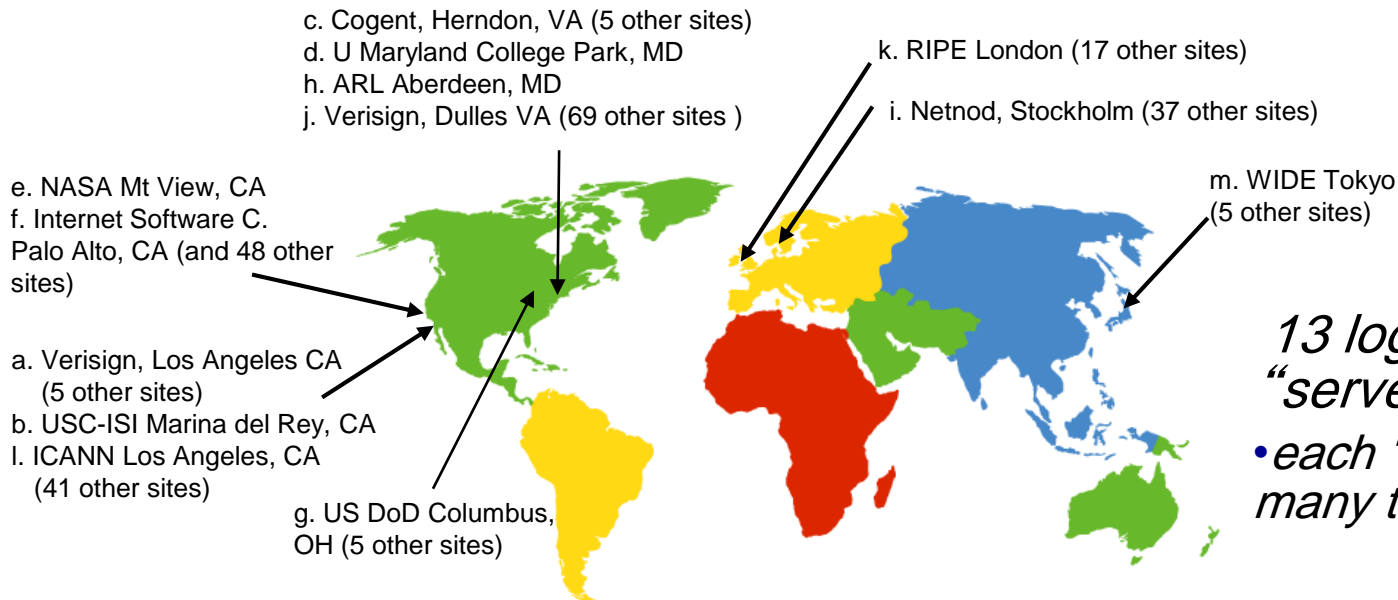 c. Cogent, Herndon, VA (5 other sites)
d. U Maryland College Park, MD
h. ARL Aberdeen, MD
j. Verisign, Dulles VA (69 other sites )
k. RIPE London (17 other sites)
i. Netnod, Stockholm (37 other sites)
m. WIDE Tokyo
(5 other sites)
e. NASA Mt View, CA
f. Internet Software C.
Palo Alto, CA (and 48 other
sites)
a. Verisign, Los Angeles CA
(5 other sites)
b. USC-ISI Marina del Rey, CA
l. ICANN Los Angeles, CA
(41 other sites)
g. US DoD Columbus,
OH (5 other sites)
13
•each
many